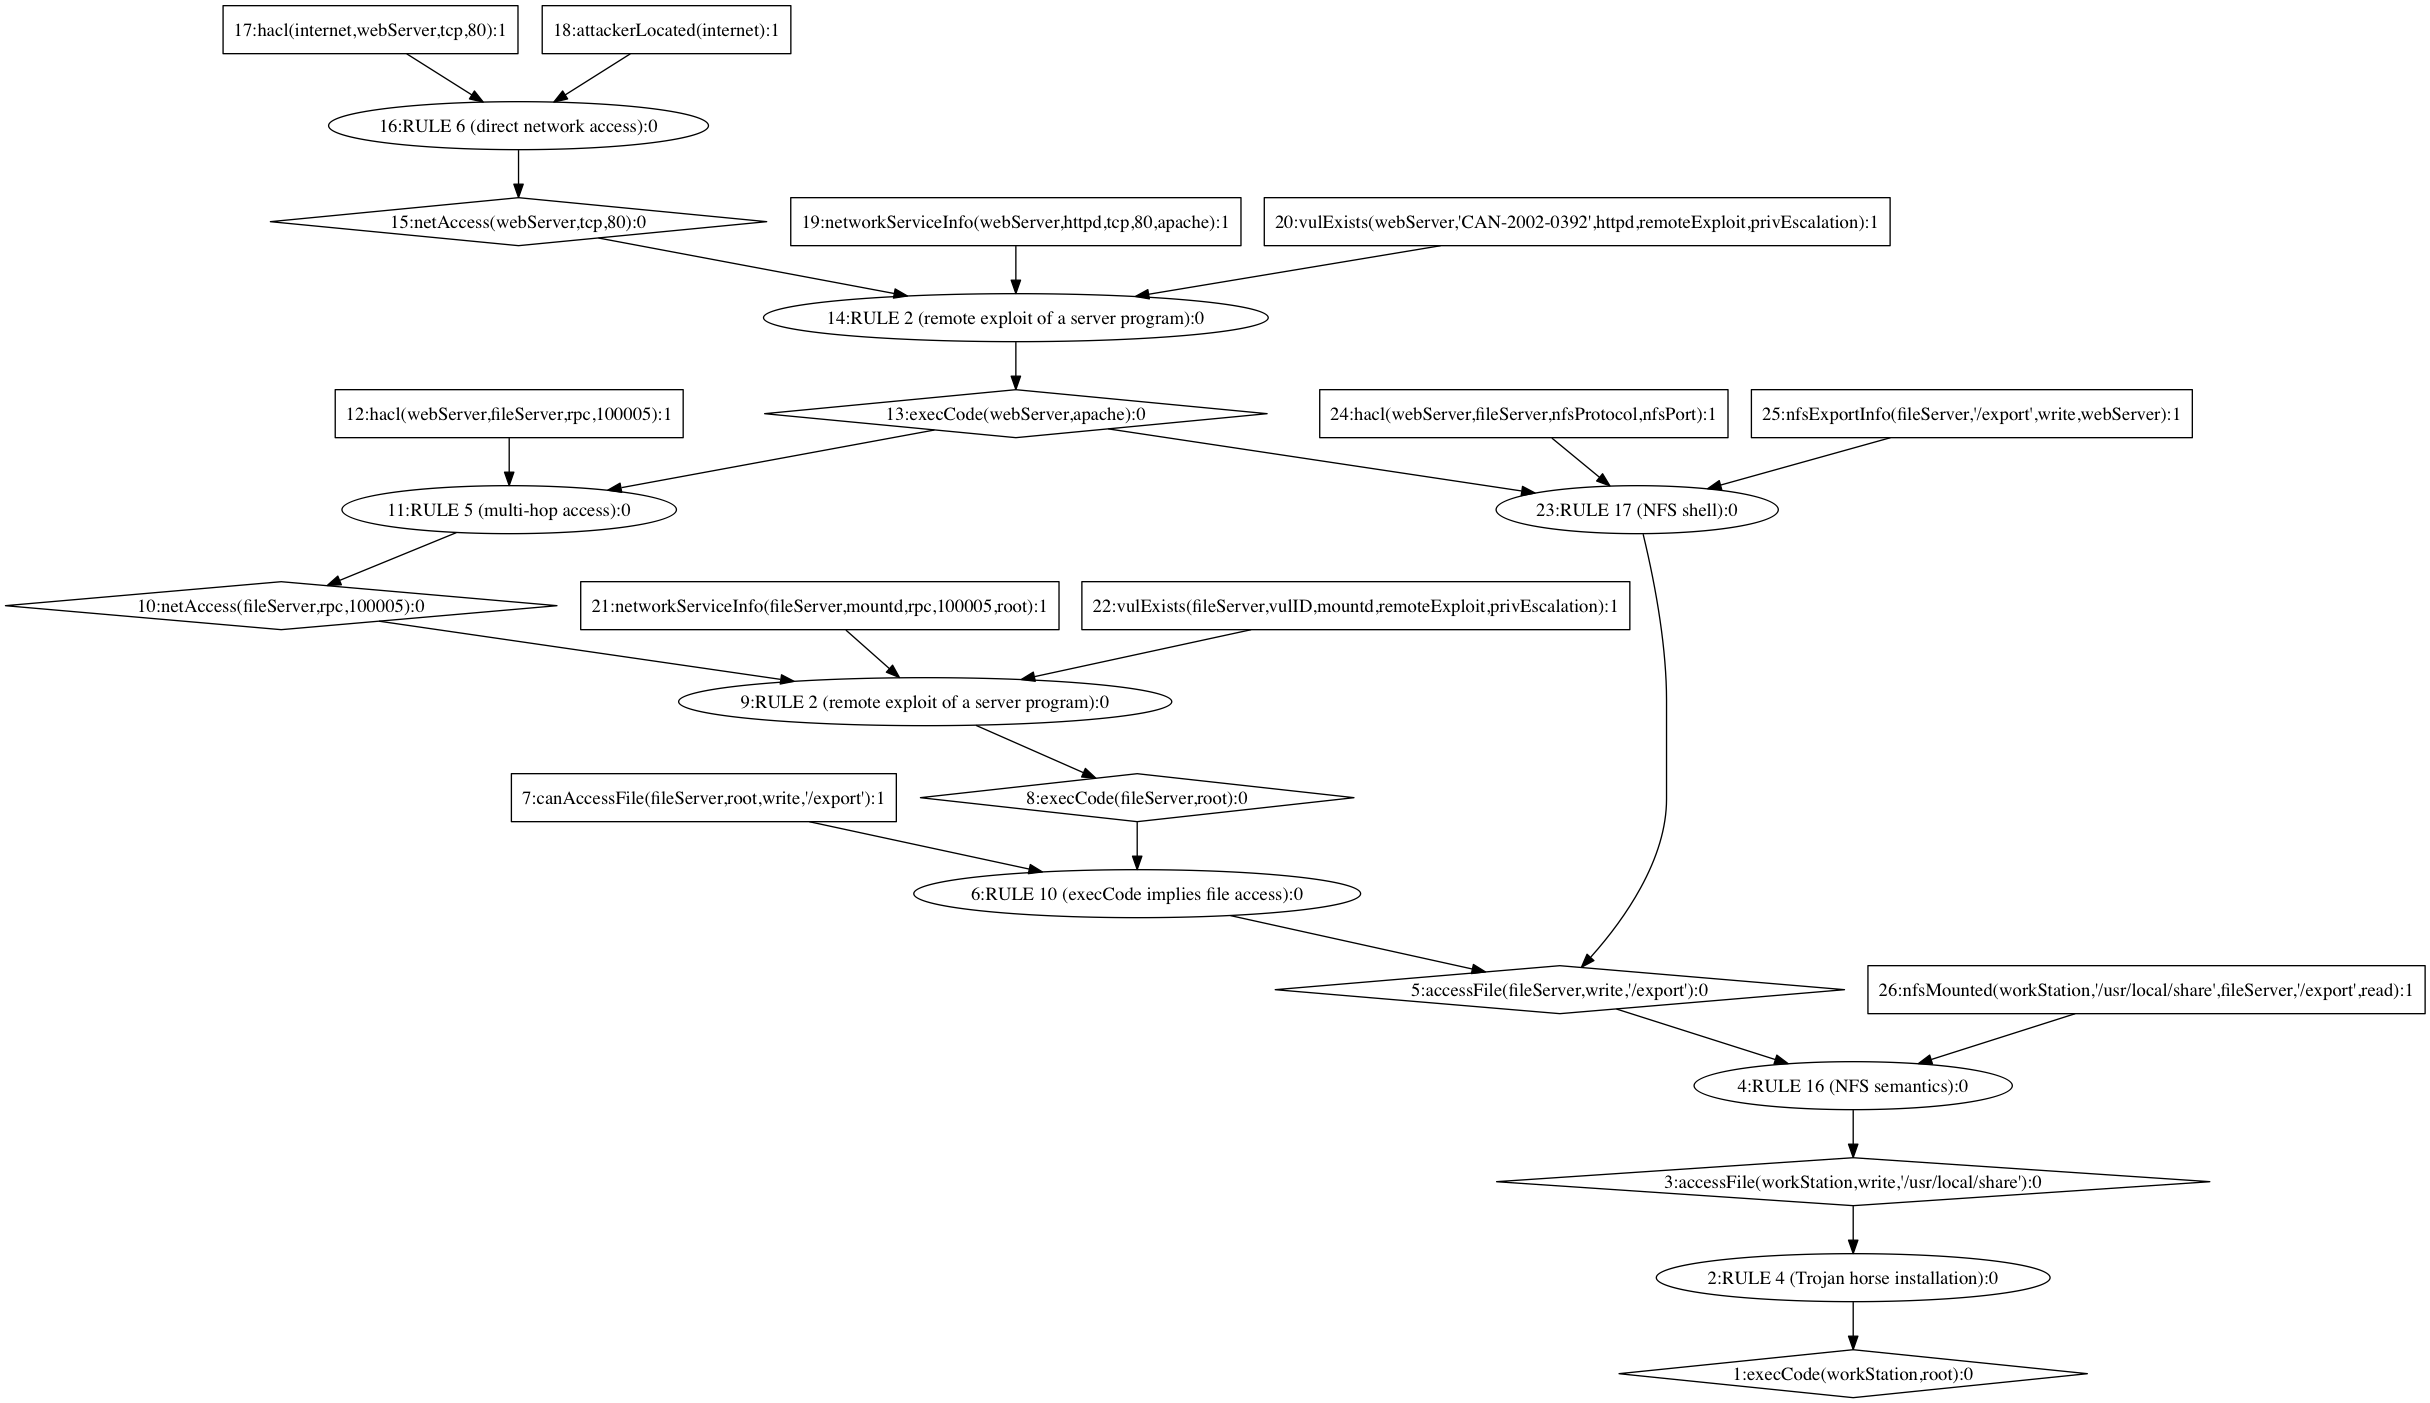 17:hacl(internet,webServer,tcp,80):1
18:attackerLocated(internet):1
16:RULE 6 (direct network access):0
15:netAccess(webServer,tcp,80):0
19:networkServiceInfo(webServer,httpd,tcp,80,apache):1
20:vulExists(webServer,'CAN-2002-0392',httpd,remoteExploit,privEscalation):1
14:RULE 2 (remote exploit of a server program):0
12:hacl(webServer,fileServer,rpc,100005):1
13:execCode(webServer,apache):0
24:hacl(webServer,fileServer,nfsProtocol,nfsPort):1
25:nfsExportInfo(fileServer,'/export',write,webServer):1
11:RULE 5 (multi-hop access):0
23:RULE 17 (NFS shell):0
10:netAccess(fileServer,rpc,100005):0
21:networkServiceInfo(fileServer,mountd,rpc,100005,root):1
22:vulExists(fileServer,vulID,mountd,remoteExploit,privEscalation):1
9:RULE 2 (remote exploit of a server program):0
7:canAccessFile(fileServer,root,write,'/export'):1
8:execCode(fileServer,root):0
6:RULE 10 (execCode implies file access):0
5:accessFile(fileServer,write,'/export'):0
26:nfsMounted(workStation,'/usr/local/share',fileServer,'/export',read):1
4:RULE 16 (NFS semantics):0
3:accessFile(workStation,write,'/usr/local/share'):0
2:RULE 4 (Trojan horse installation):0
1:execCode(workStation,root):0